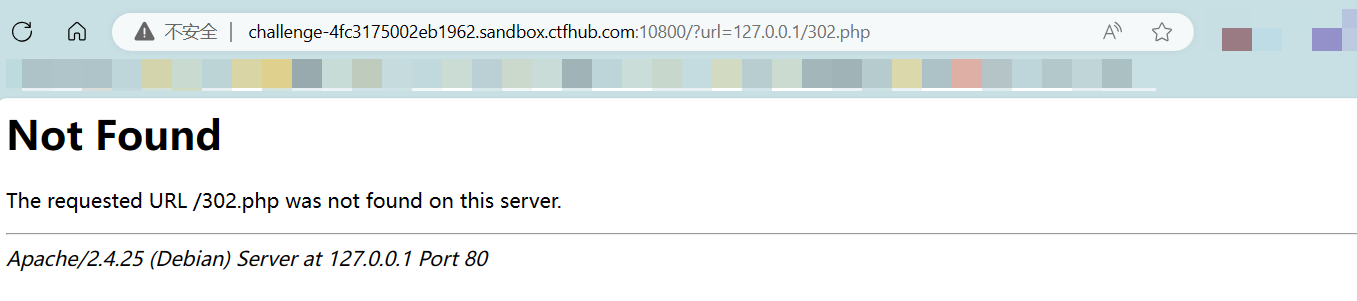 不安全 | challenge-4fc3175002eb1962.sandbox.ctfhub.com:10800/?url=127.0.0.1/302.php
Not Found
The requested URL /302.php was not found on this server.
Apache/2.4.25 (Debian) Server at 127.0.0.1 Port 80